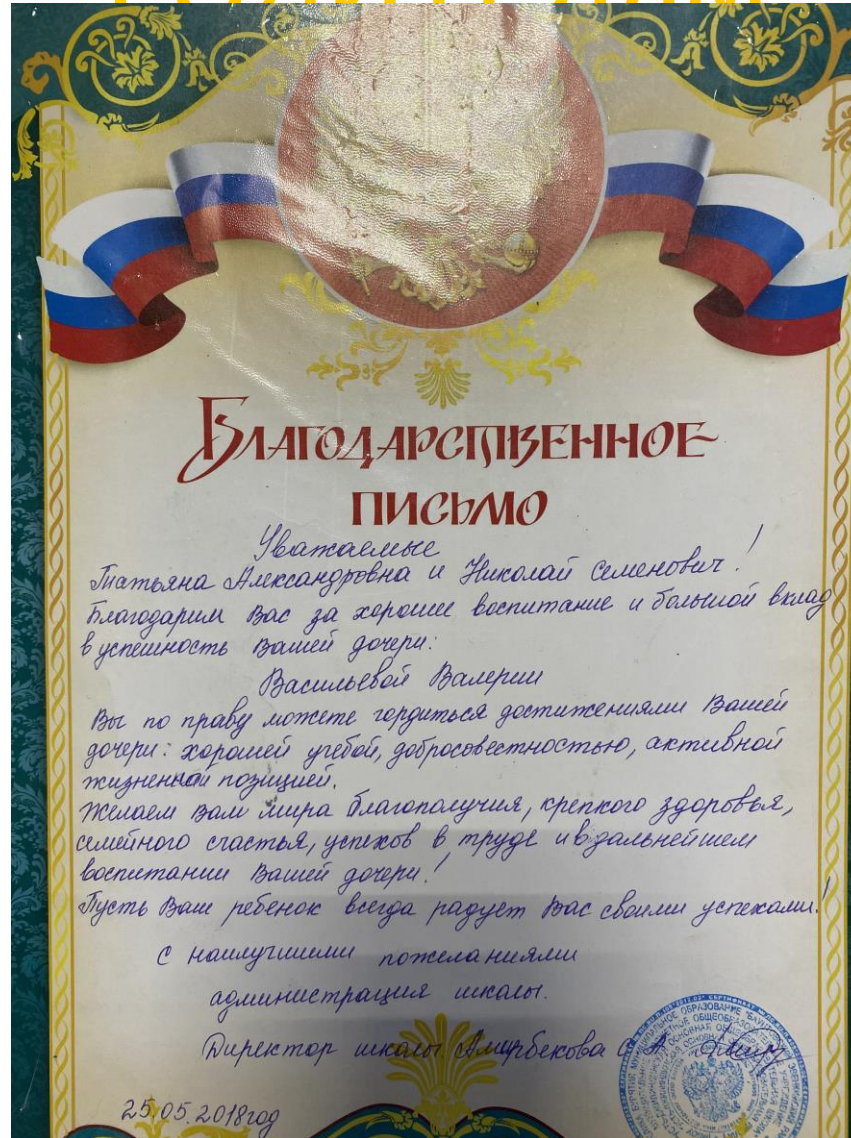 БЛАГОДАРСТВЕННОЕ
ПИСЬМО
Уважаемые
Татьяна Александровна и Николай Семенович!
Благодарим Вас за хорошее воспитание и большой вклад
в успешность Вашей дочери:
Васильевой Валерии
Вы по праву можете гордиться достижениями Вашей
дочери: хорошей учебой, добросовестностью, активной
жизненной позицией.
Желаем Вам мира благополучия, крепкого здоровья,
семейного счастья, успехов в труде и в дальнейшем
воспитании Вашей дочери!
Пусть Ваш ребенок всегда радует Вас своими успехами!
с наилучшими пожеланиями
администрация школы.
Директор школы Амирбекова С. А.
25.05.2018год